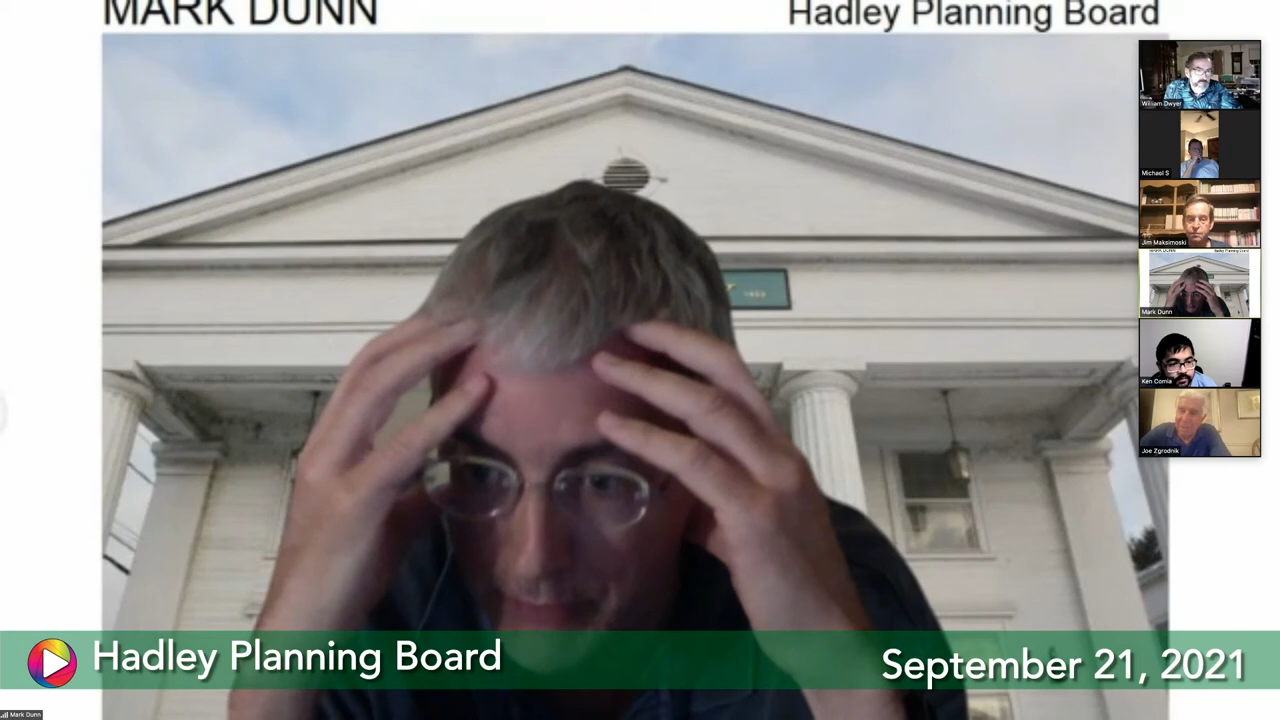 MARK DUNN
Hadley Planning Board
William Dwyer
Michael S
Jim Maksimoski
Mark Dunn
Ken Comia
Joe Zgrodnik
Hadley Planning Board
September 21, 2021
Mark Dunn